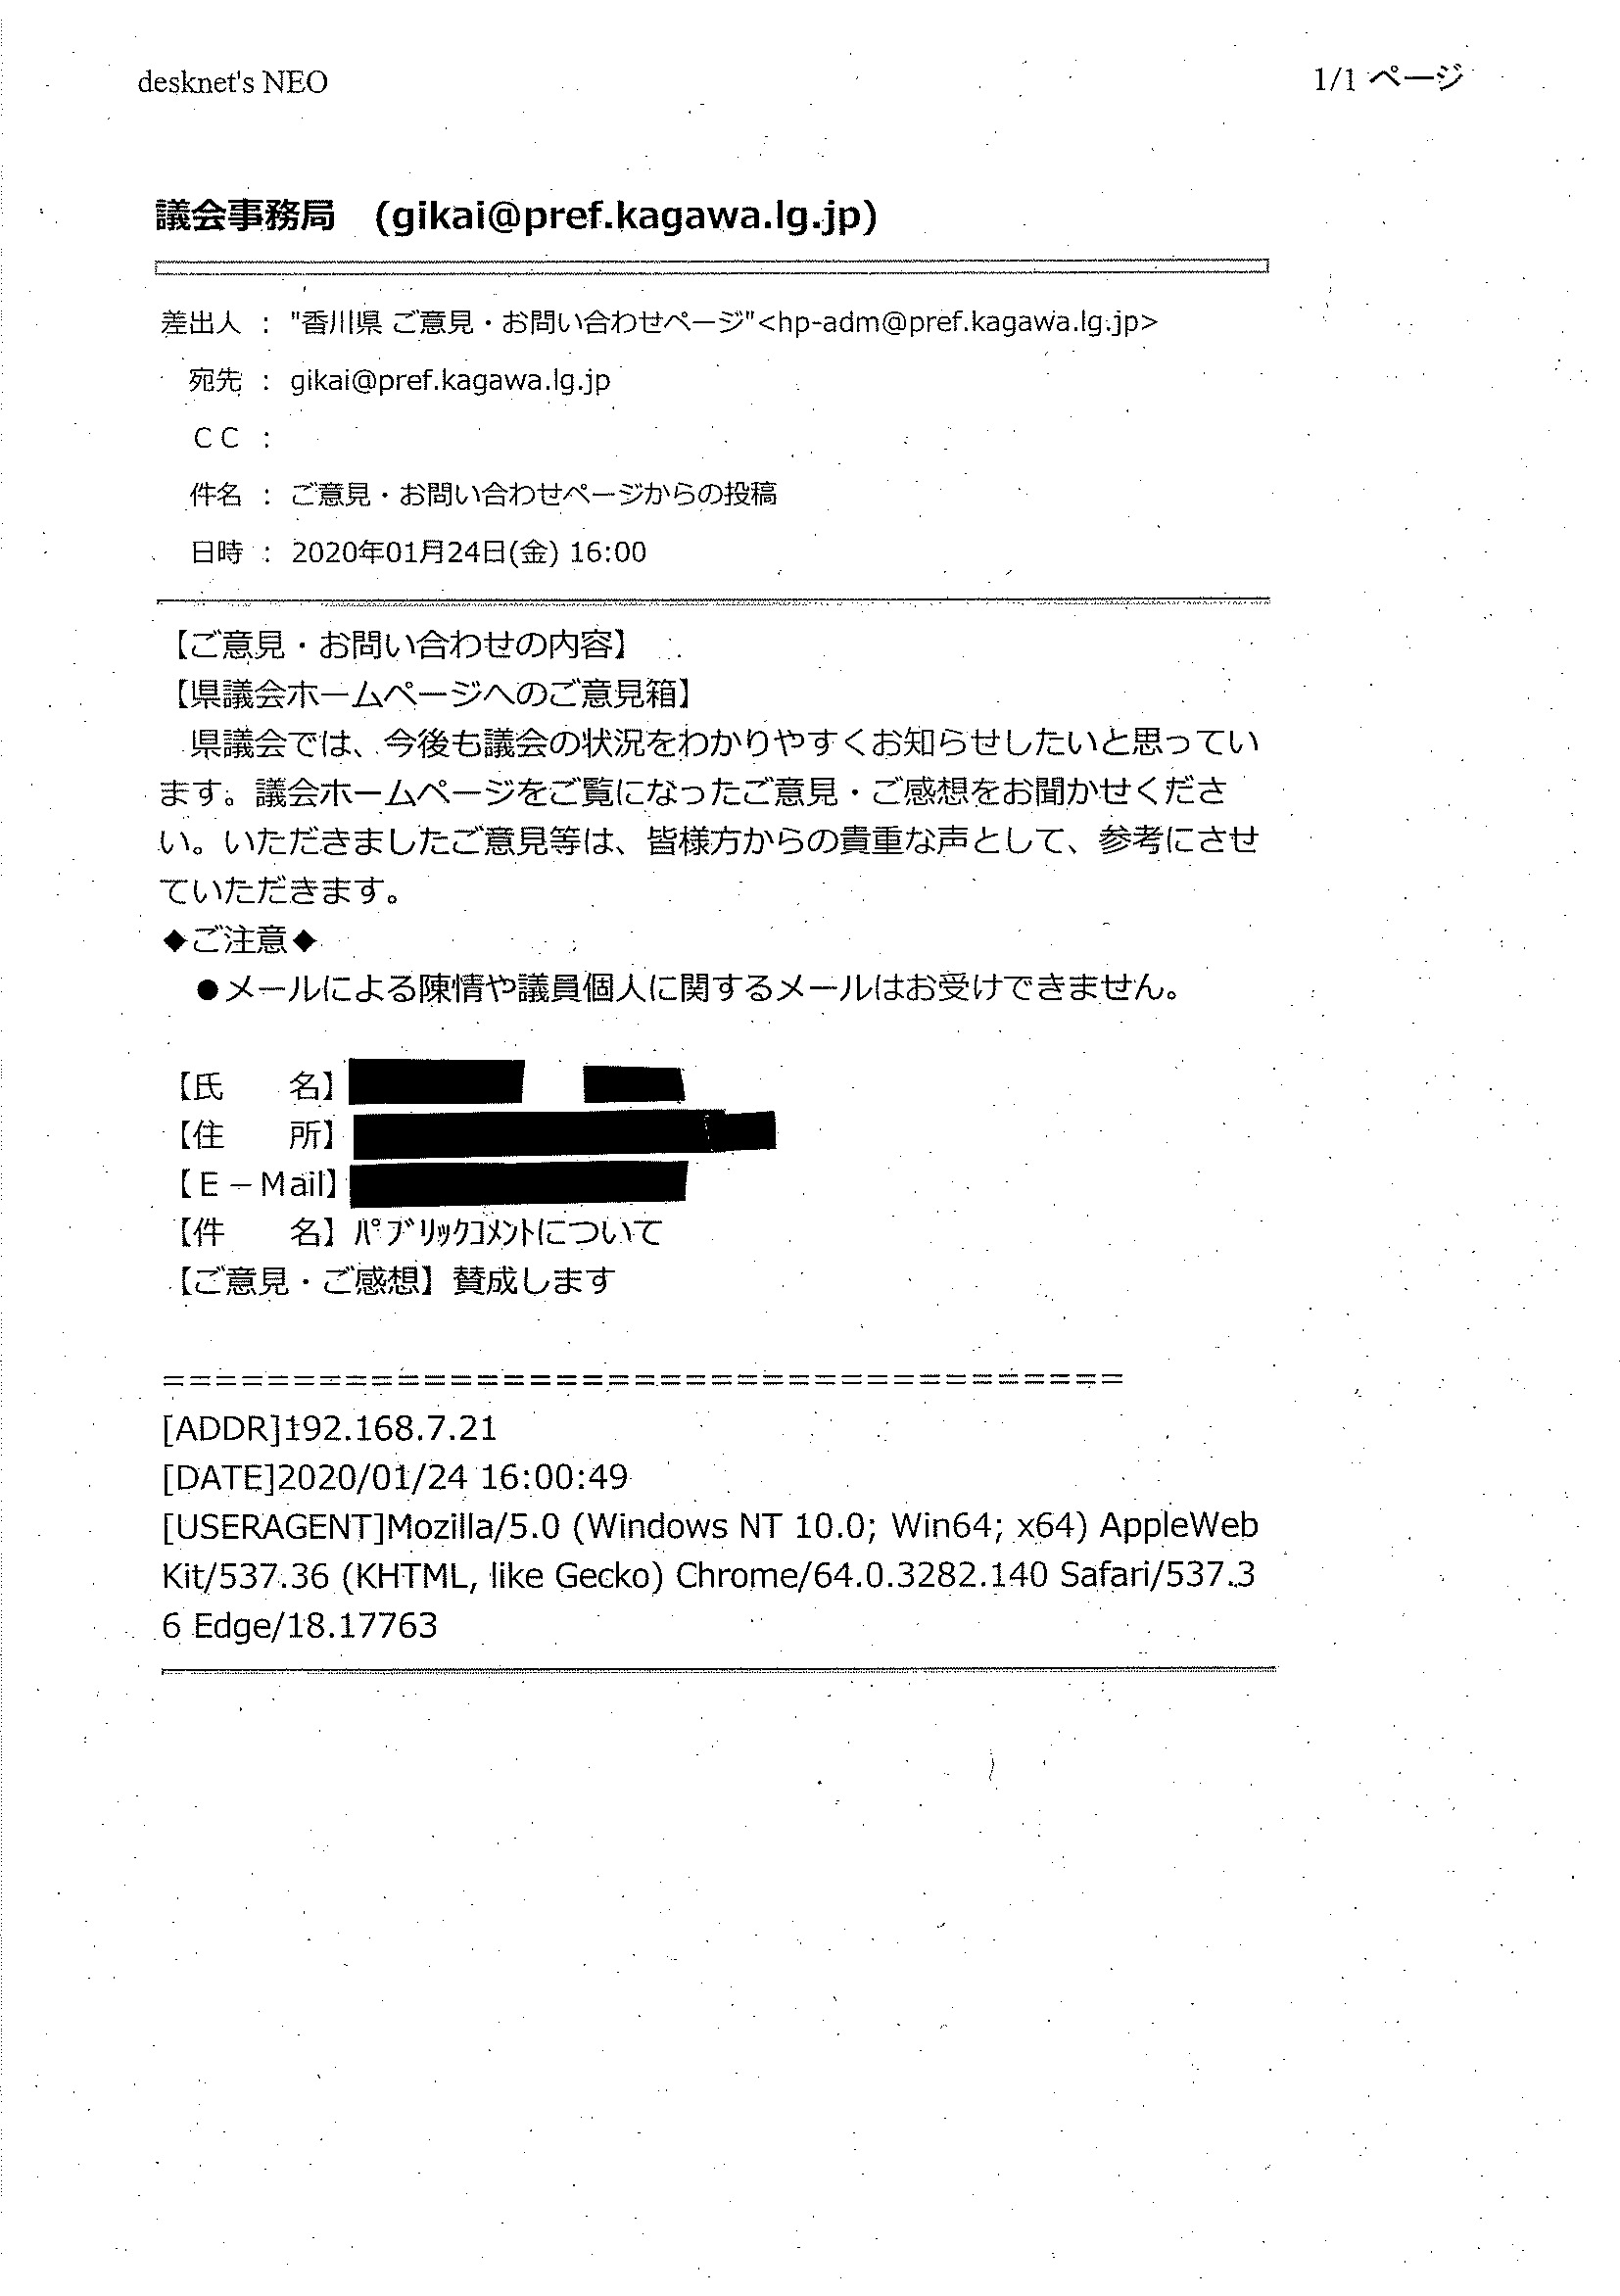 desknet's NEO
1/1 ページ
議会事務局　(gikai@pref.kagawa.lg.jp)
差出人 ： "香川県 ご意見・お問い合わせページ"<hp-adm@pref.kagawa.lg.jp>
宛先 ： gikai@pref.kagawa.lg.jp
ＣＣ ：
件名 ： ご意見・お問い合わせページからの投稿
日時 ： 2020年01月24日(金) 16:00
【ご意見・お問い合わせの内容】
【県議会ホームページへのご意見箱】
　県議会では、今後も議会の状況をわかりやすくお知らせしたいと思ってい
ます。議会ホームページをご覧になったご意見・ご感想をお聞かせくださ
い。いただきましたご意見等は、皆様方からの貴重な声として、参考にさせ
ていただきます。
◆ご注意◆
　●メールによる陳情や議員個人に関するメールはお受けできません。
【氏　　名】
【住　　所】
【Ｅ－Mail】
【件　　名】ﾊﾟﾌﾞﾘｯｸｺﾒﾝﾄについて
【ご意見・ご感想】賛成します
=====================================
[ADDR]192.168.7.21
[DATE]2020/01/24 16:00:49
[USERAGENT]Mozilla/5.0 (Windows NT 10.0; Win64; x64) AppleWeb
Kit/537.36 (KHTML, like Gecko) Chrome/64.0.3282.140 Safari/537.3
6 Edge/18.17763